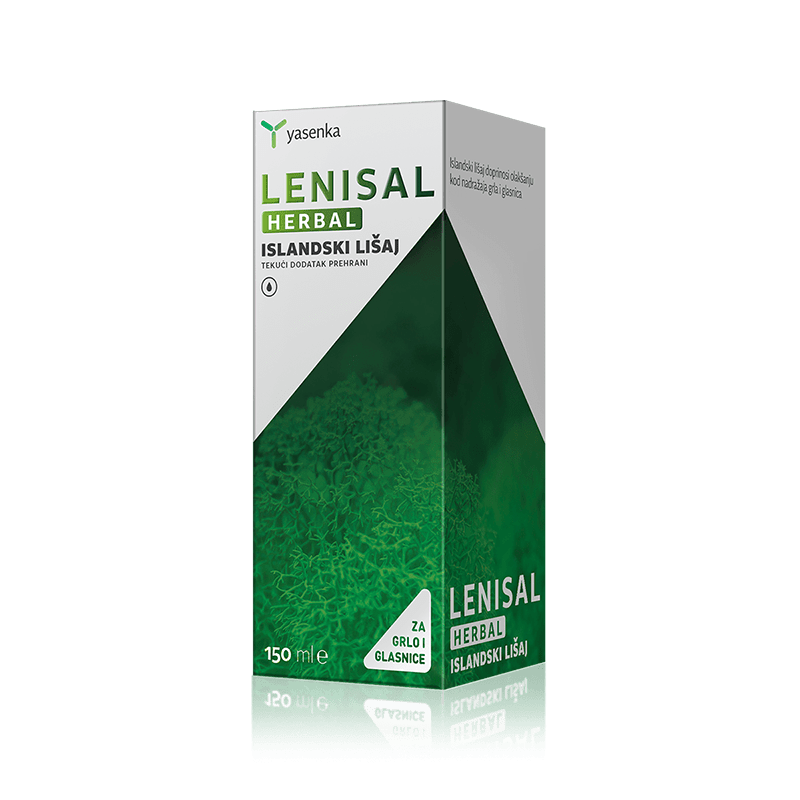 yasenka
LENISAL
HERBAL
ISLANDSKI LIŠAJ
TEKUĆI DODATAK PREHRANI
150 ml e
ZA
GRLO I
GLASNICE
Islandski lišaj doprinosi olakšanju
kod nadražaja grla i glasnica
LENISAL
HERBAL
ISLANDSKI LIŠAJ